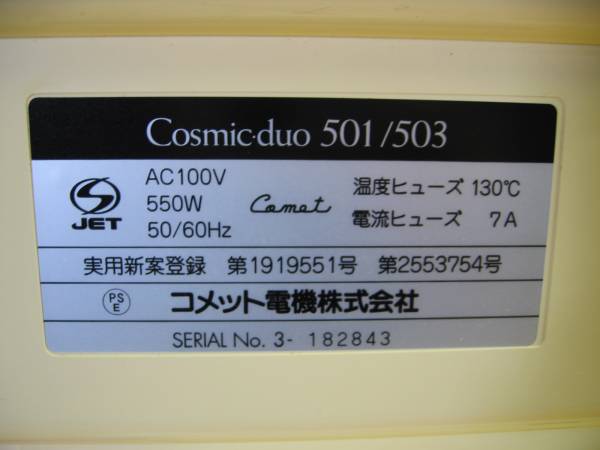 Cosmic·duo 501/503
JET
AC100V
550W
50/60Hz
Comet
温度ヒューズ 130℃
電流ヒューズ 7A
実用新案登録 第1919551号 第2553754号
PS
E
コメット電機株式会社
SERIAL No. 3- 182843